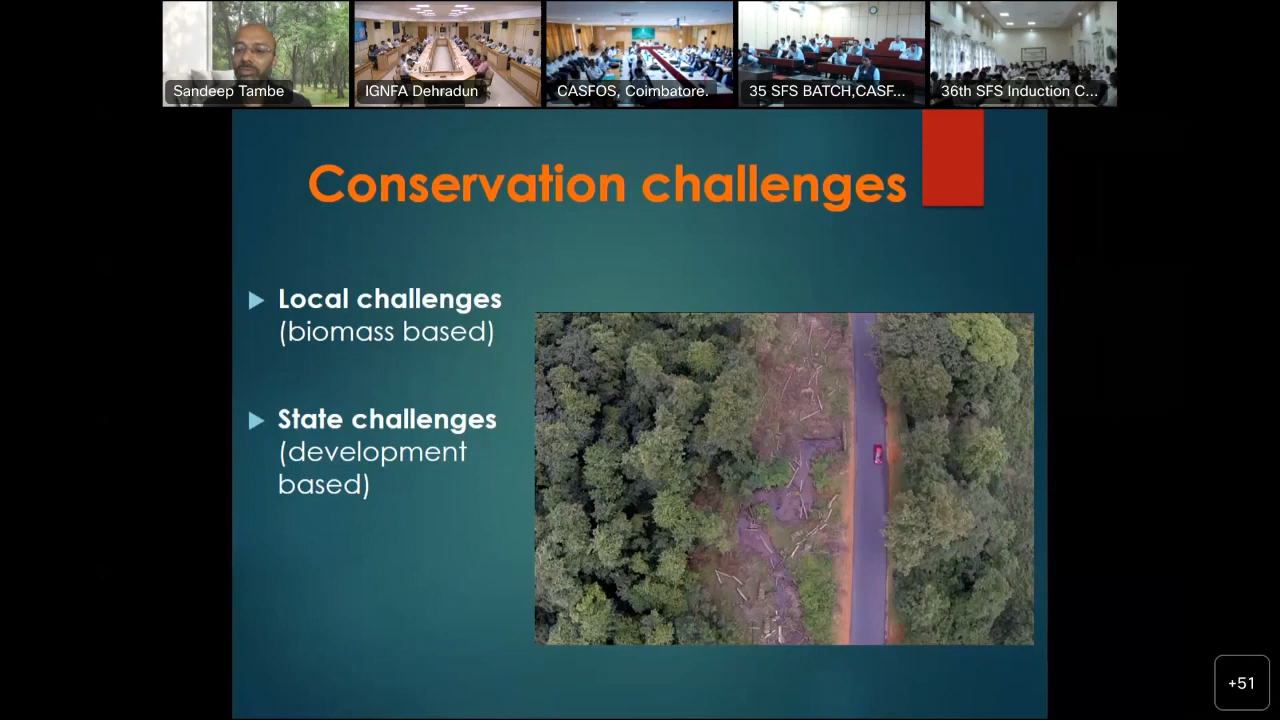 Sandeep Tambe
IGNFA Dehradun
CASFOS, Coimbatore.
35 SFS BATCH,CASF...
36th SFS Induction C...
Conservation challenges
Local challenges
(biomass based)
State challenges
(development
based)
+51